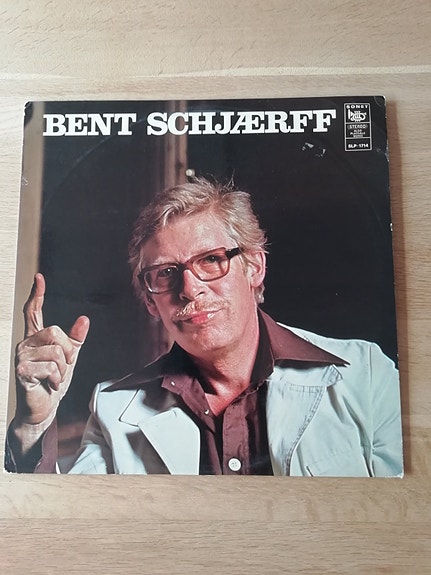 BENT SCHJÆRFF
SONET
(STEREO)
SLP - 1714